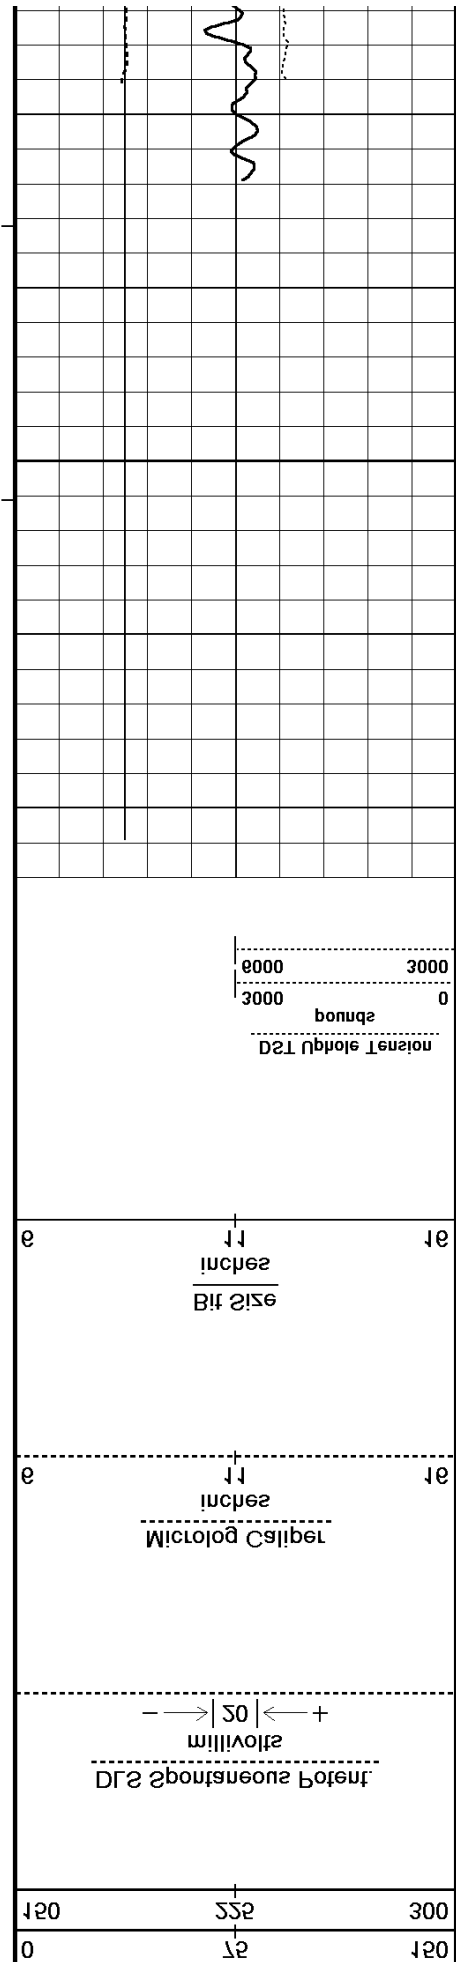 0 75 150
150 225 300
DLS Spontaneous Potent.
millivolts
− →| 20 |← +
Microlog Caliper
inches
6 11 16
Bit Size
inches
6 11 16
DST Uphole Tension
pounds
3000 0
6000 3000